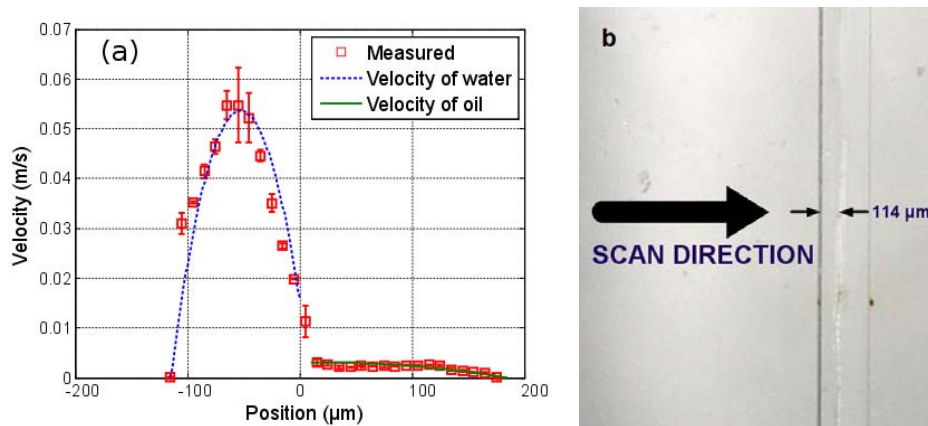 (a)
Measured
Velocity of water
Velocity of oil
0.07
0.06
0.05
0.04
0.03
0.02
0.01
0
-200
-100
0
100
200
Velocity (m/s)
Position (μm)
b
114 μm
SCAN DIRECTION